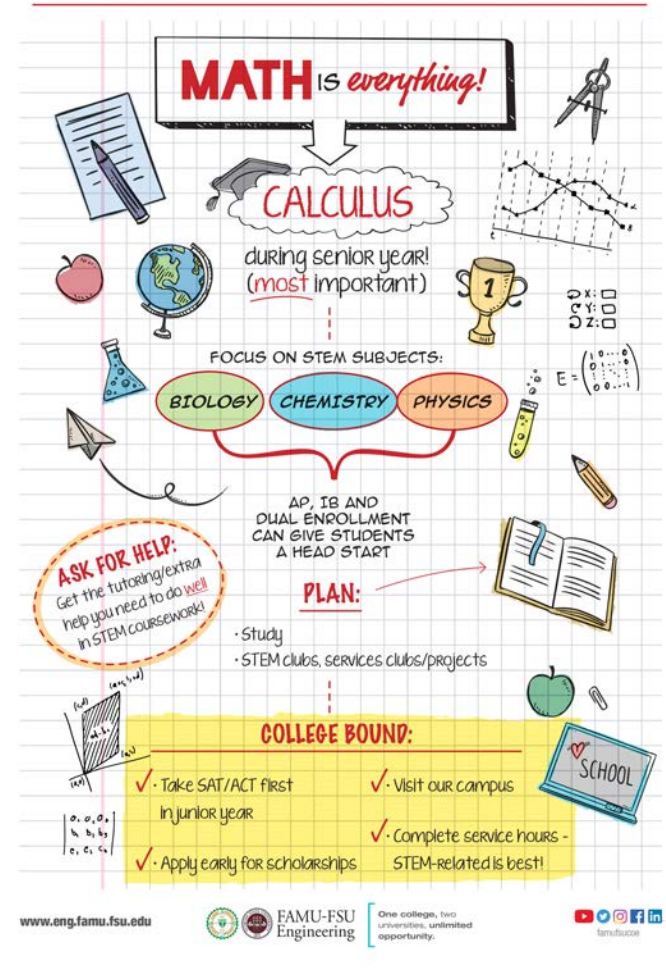 MATH IS everything!
CALCULUS
during senior year!
(most important)
1
X:
Y:
Z:
FOCUS ON STEM SUBJECTS:
BIOLOGY CHEMISTRY PHYSICS
E =
AP, IB AND
DUAL ENROLLMENT
CAN GIVE STUDENTS
A HEAD START
ASK FOR HELP:
Get the tutoring/extra
help you need to do well
in STEM coursework!
PLAN:
· Study
· STEM clubs, services clubs/projects
COLLEGE BOUND:
✓· Take SAT/ACT first
in junior year
✓· Apply early for scholarships
✓· Visit our campus
✓· Complete service hours -
STEM-related is best!
SCHOOL
www.eng.famu.fsu.edu
FAMU-FSU
Engineering
One college, two
universities, unlimited
opportunity.
famufsucoe